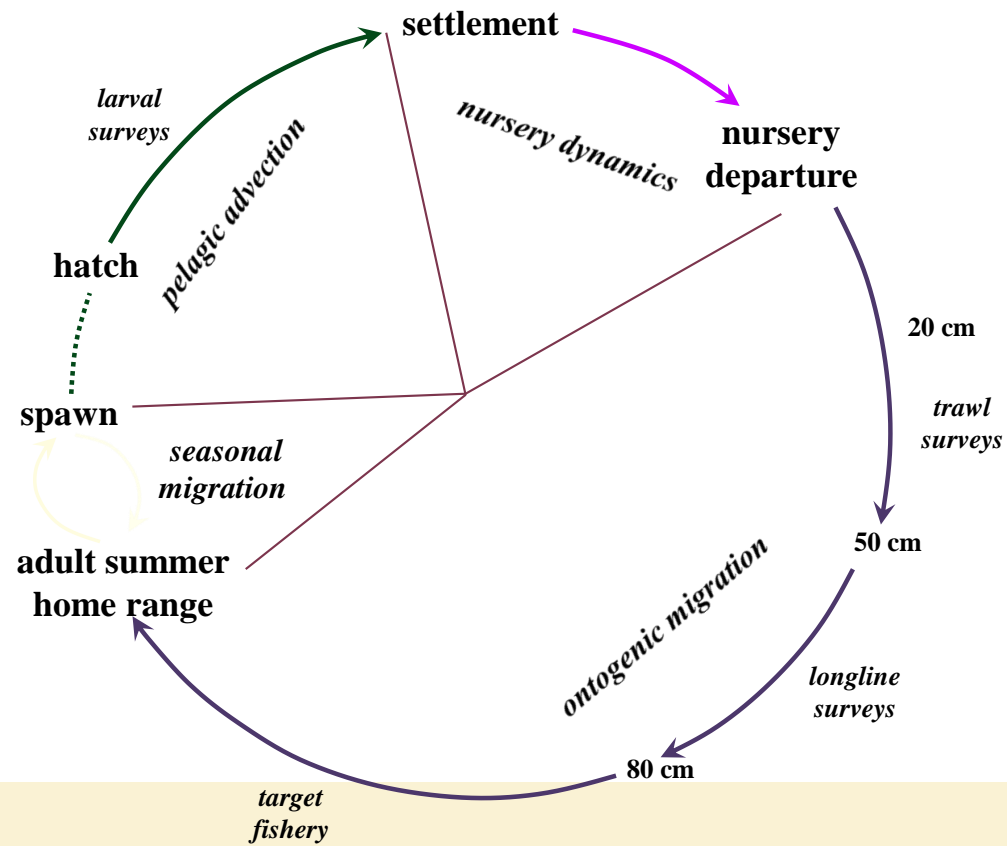 settlement
larval
surveys
nursery dynamics
nursery
departure
pelagic advection
hatch
20 cm
spawn
trawl
surveys
seasonal
migration
50 cm
adult summer
home range
ontogenic migration
longline
surveys
80 cm
target
fishery